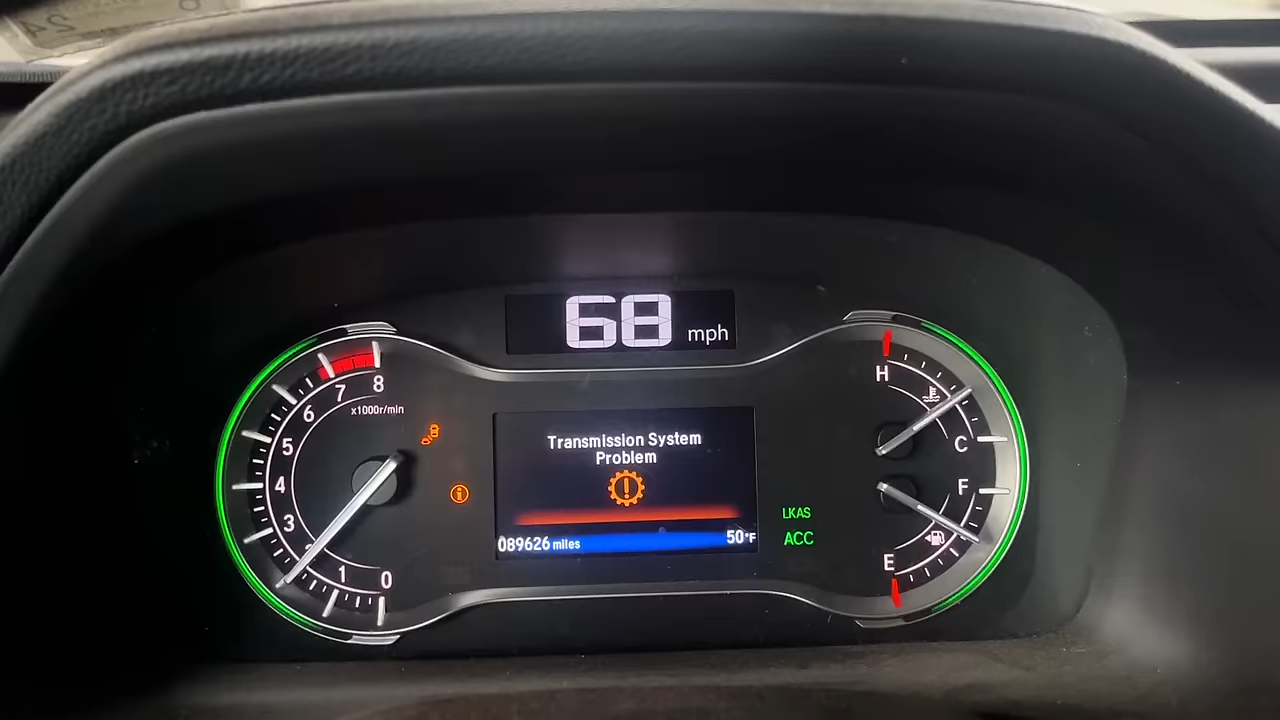 24
68 mph
8
7
6
5
4
3
1
0
x1000r/min
Transmission System
Problem
089626 miles
50°F
LKAS
ACC
H
C
F
E